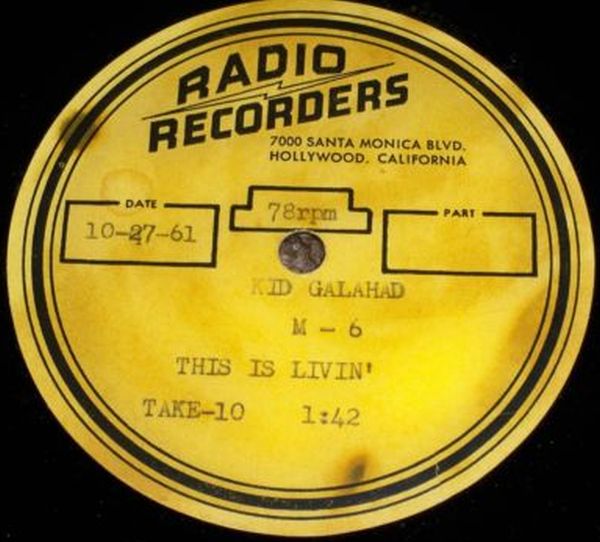 RADIO
RECORDERS
7000 SANTA MONICA BLVD.
HOLLYWOOD, CALIFORNIA
DATE
10-27-61
78rpm
PART
KID GALAHAD
M - 6
THIS IS LIVIN'
TAKE-10 1:42